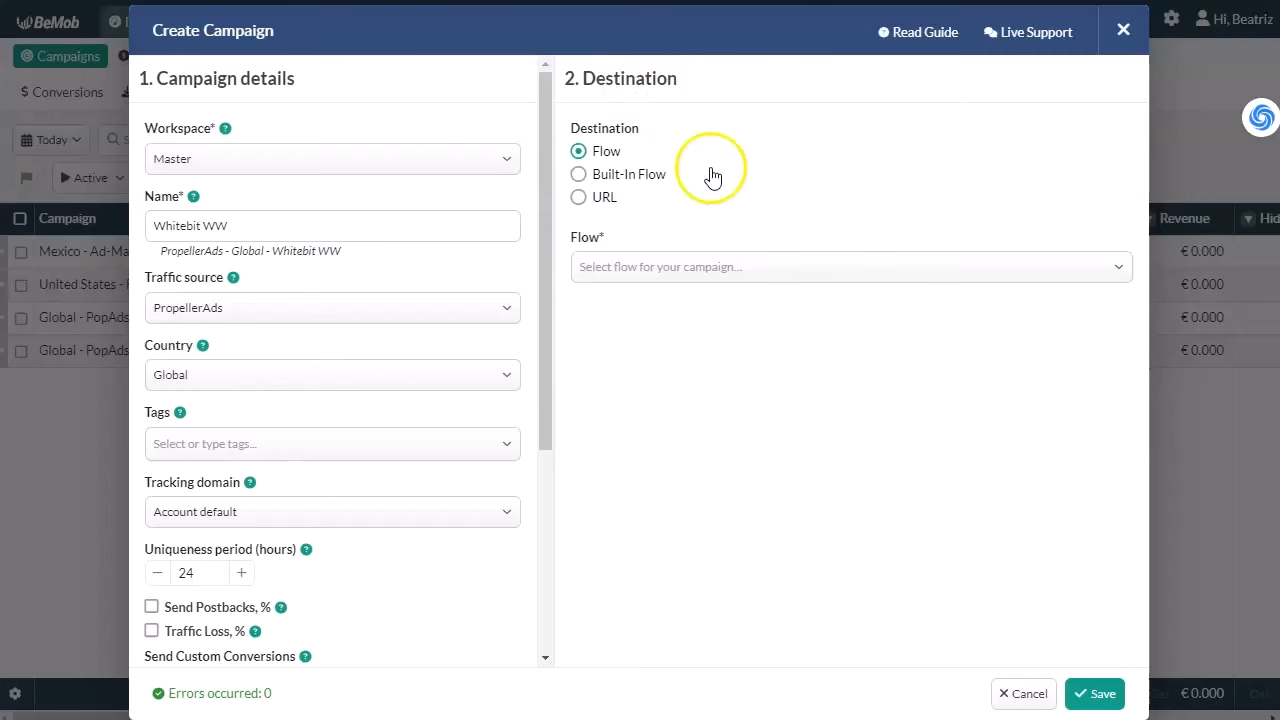 BeMob
Create Campaign
Read Guide
Live Support
Hi, Beatriz
Campaigns
1. Campaign details
2. Destination
Conversions
Workspace*
Destination
Today
Master
Flow
Active
Built-In Flow
Name*
URL
Campaign
Whitebit WW
Revenue
Hid
PropellerAds - Global - Whitebit WW
Flow*
Mexico - Ad-Ma
€ 0.000
Select flow for your campaign...
Traffic source
United States -
€ 0.000
PropellerAds
Global - PopAds
€ 0.000
Country
Global - PopAds
€ 0.000
Global
Tags
Select or type tags...
Tracking domain
Account default
Uniqueness period (hours)
24
Send Postbacks, %
Traffic Loss, %
Send Custom Conversions
Errors occurred: 0
Cancel
Save
€ 0.000